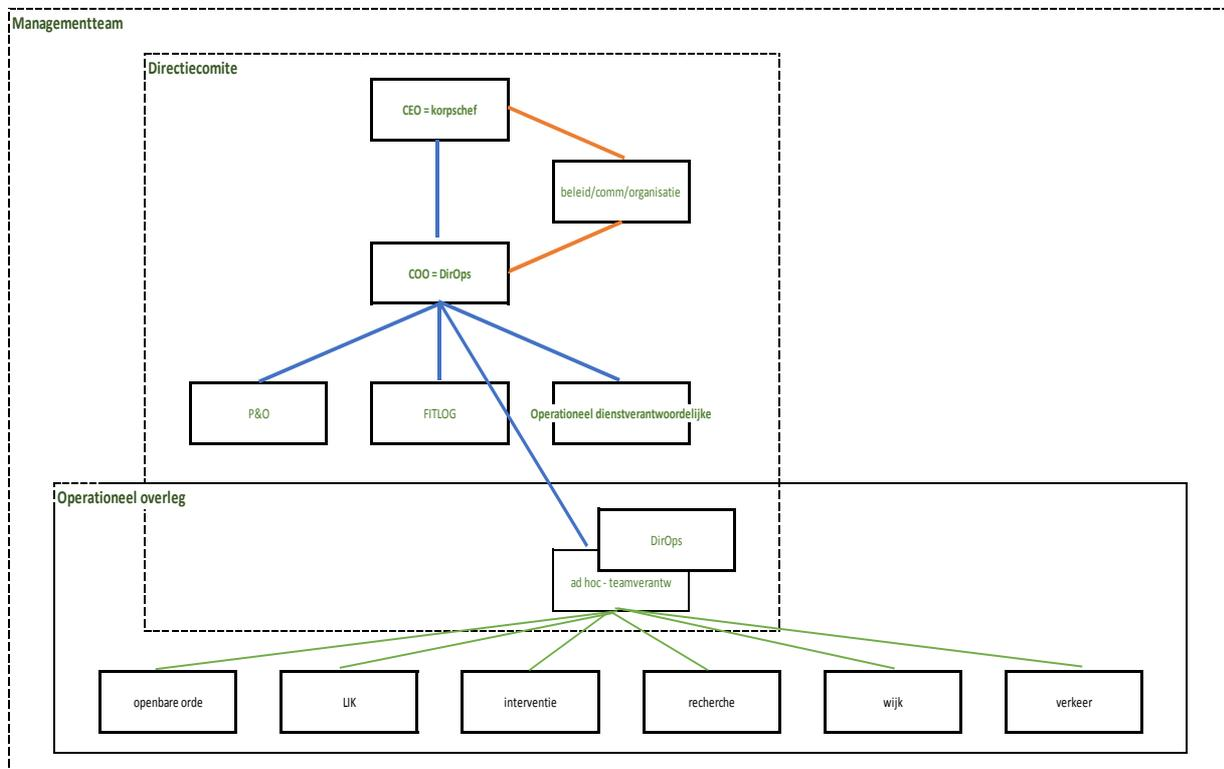 Managementteam
Directiecomite
CEO = korpschef
beleid/comm/organisatie
COO = DirOps
P&O
FITLOG
Operationeel dienstverantwoordelijke
Operationeel overleg
DirOps
ad hoc - teamverantw
openbare orde
LIK
interventie
recherche
wijk
verkeer